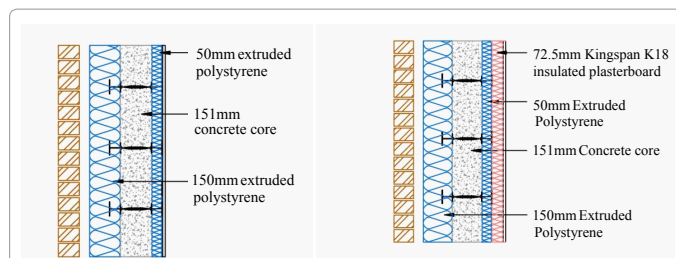 50mm extruded
polystyrene
151mm
concrete core
150mm extruded
polystyrene
72.5mm Kingspan K18
insulated plasterboard
50mm Extruded
Polystyrene
151mm Concrete core
150mm Extruded
Polystyrene